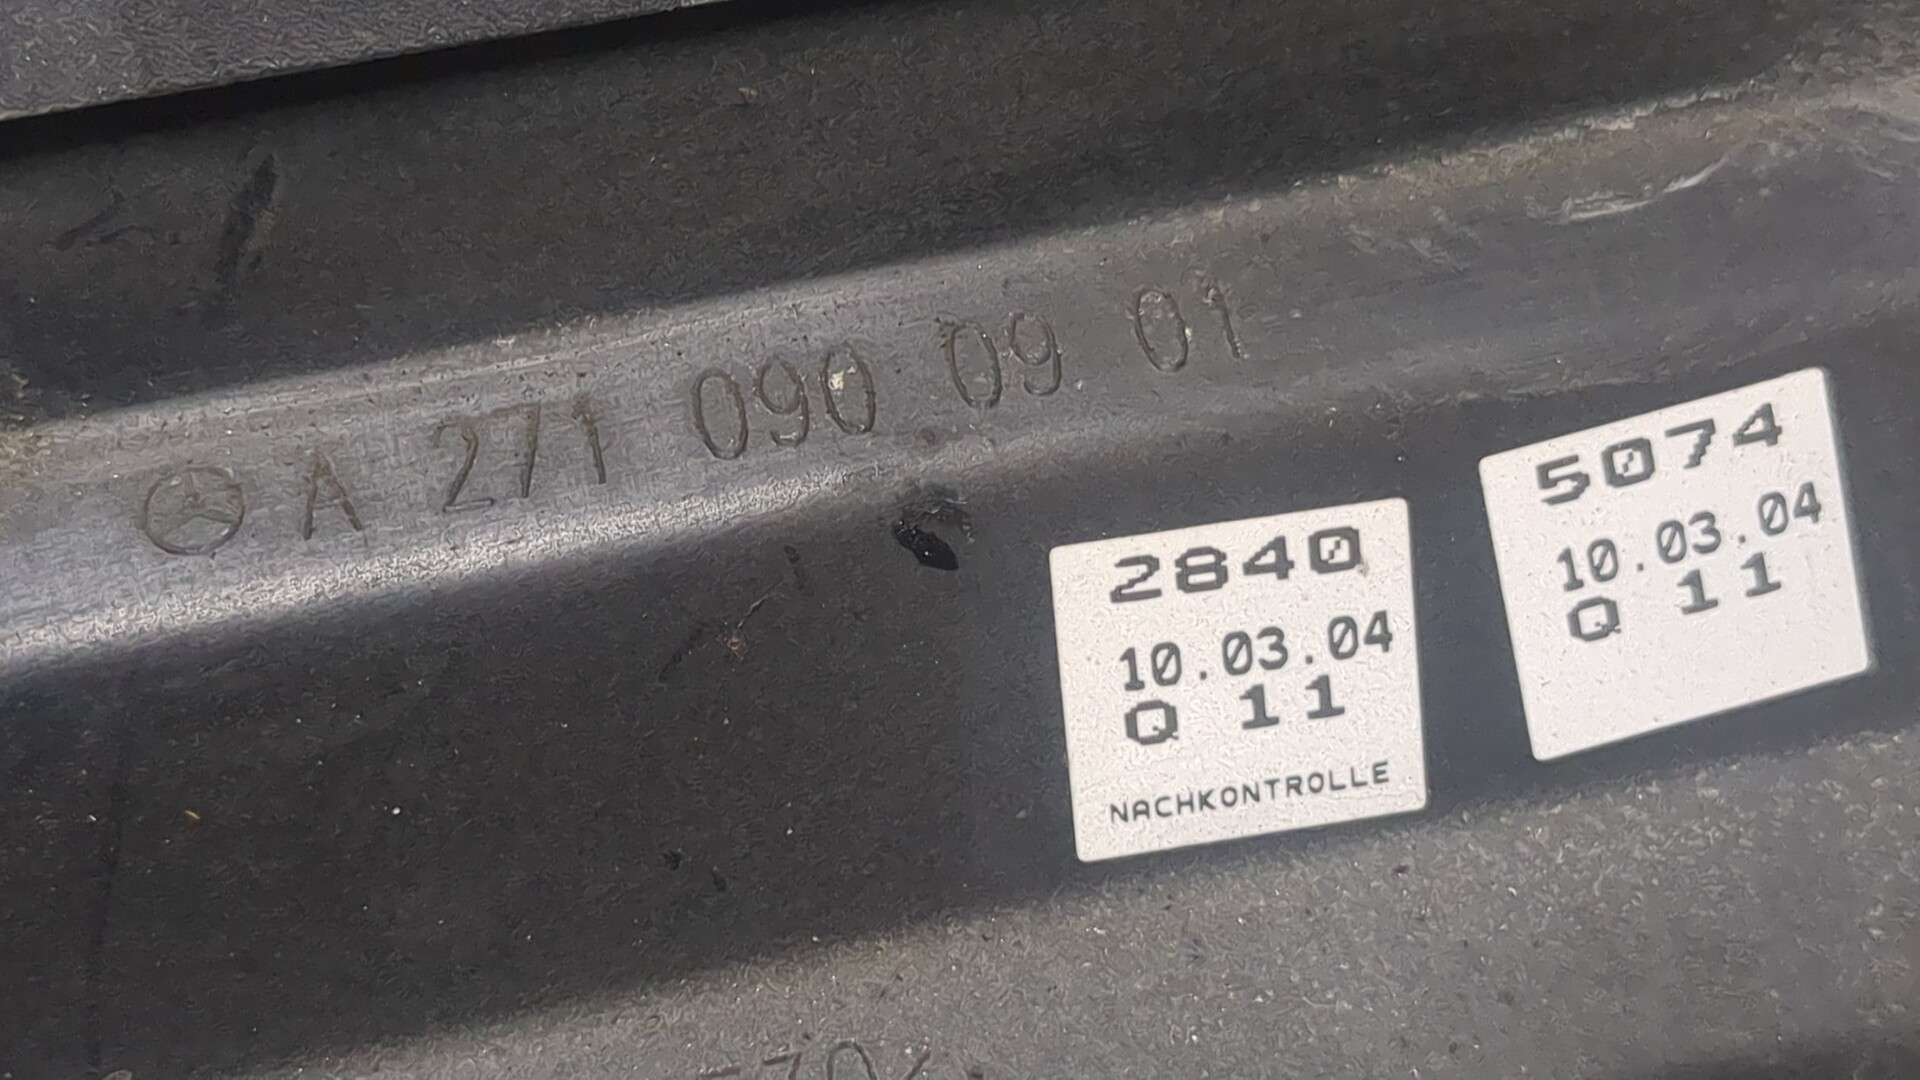 A 271 090 09 01
2840
10.03.04
Q 11
NACHKONTROLLE
5074
10.03.04
Q 11